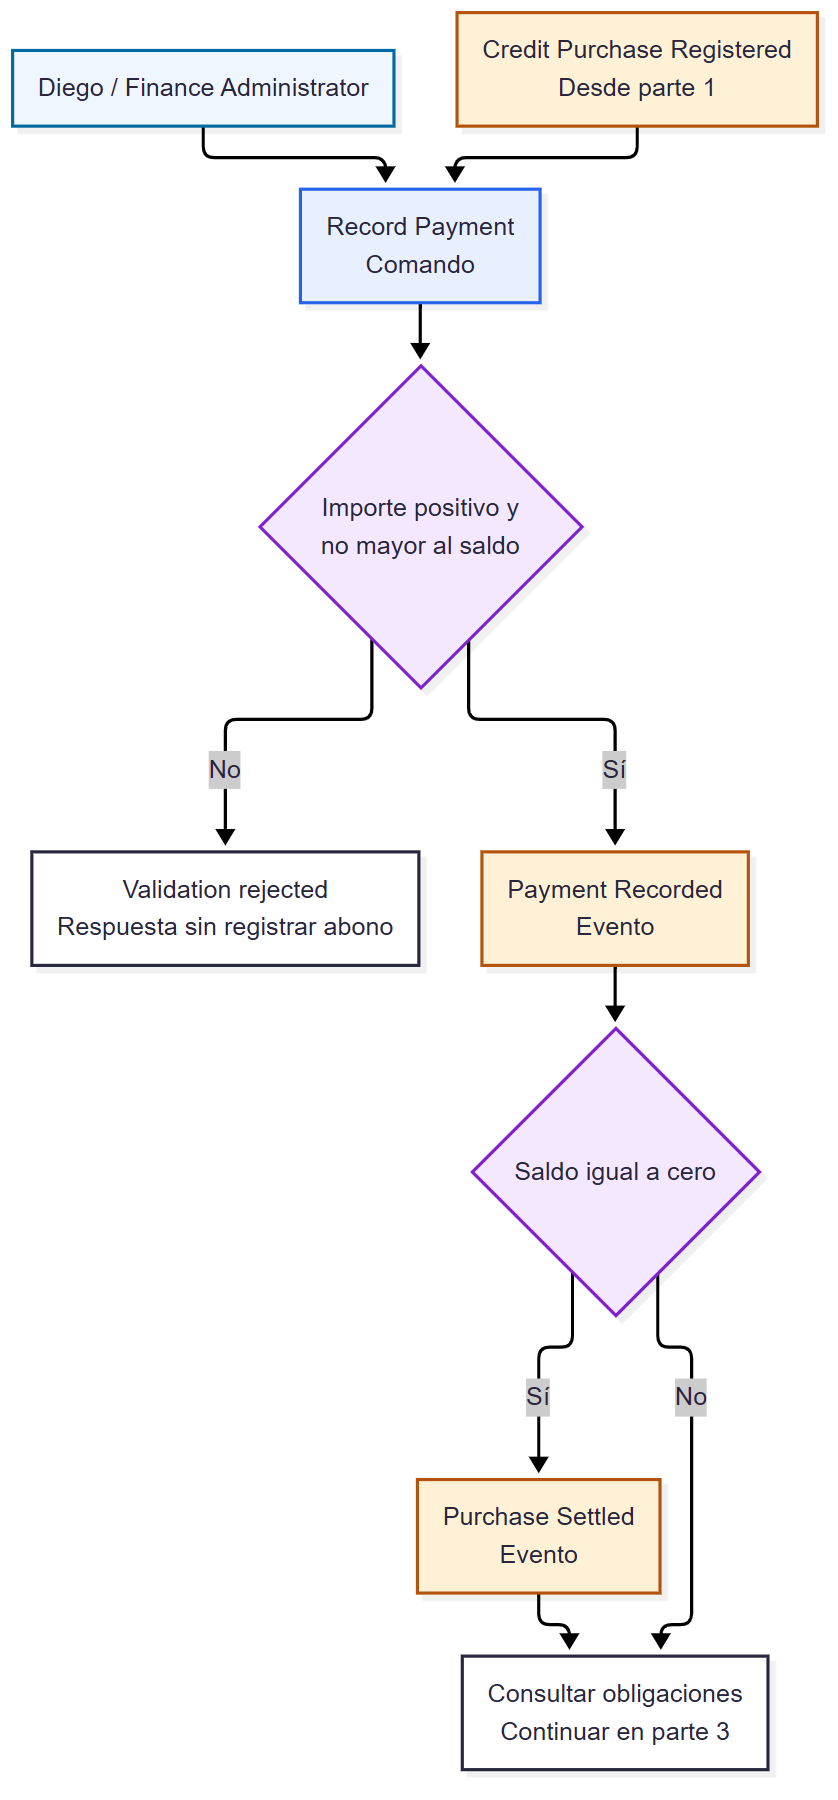 Diego / Finance Administrator
Credit Purchase Registered
Desde parte 1
Record Payment
Comando
Importe positivo y
no mayor al saldo
No
Sí
Validation rejected
Respuesta sin registrar abono
Payment Recorded
Evento
Saldo igual a cero
Sí
No
Purchase Settled
Evento
Consultar obligaciones
Continuar en parte 3